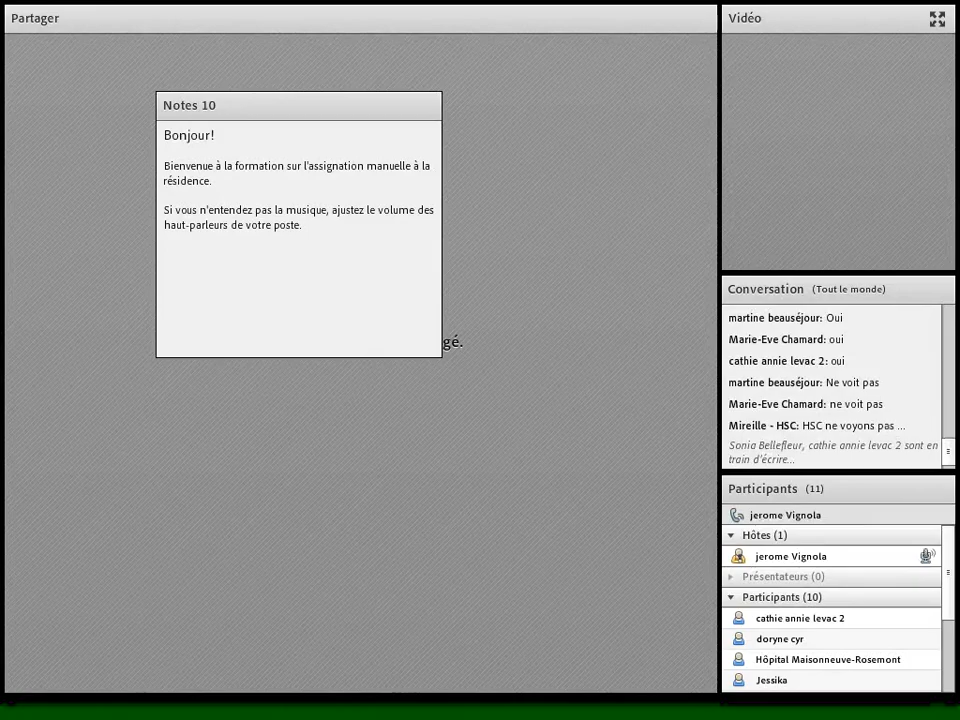 Partager
Notes 10
Bonjour!
Bienvenue à la formation sur l'assignation manuelle à la
résidence.
Si vous n'entendez pas la musique, ajustez le volume des
haut-parleurs de votre poste.
gé.
Vidéo
Conversation (Tout le monde)
martine beauséjour: Oui
Marie-Eve Chamard: oui
cathie annie levac 2: oui
martine beauséjour: Ne voit pas
Marie-Eve Chamard: ne voit pas
Mireille - HSC: HSC ne voyons pas ...
Sonia Bellefleur, cathie annie levac 2 sont en
train d'écrire...
Participants (11)
jerome Vignola
Hôtes (1)
jerome Vignola
Présentateurs (0)
Participants (10)
cathie annie levac 2
doryne cyr
Hôpital Maisonneuve-Rosemont
Jessika